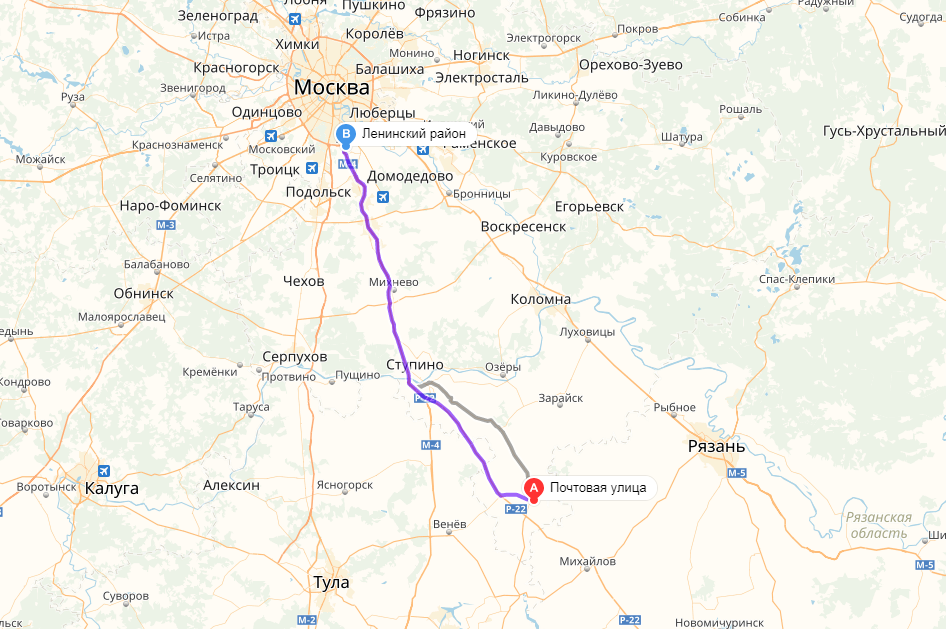 Лобня
Пушкино
Радужный
Зеленоград
Фрязино
Собинка
Судогда
Истра
Королёв
Электрогорск
Покров
Химки
Монино
Ногинск
Красногорск
Балашиха
Электросталь
Орехово-Зуево
Москва
Звенигород
Руза
Ликино-Дулёво
Одинцово
Люберцы
Рошаль
B Ленинский район
Давыдово
Гусь-Хрустальный
Краснознаменск
Московский
Шатура
Можайск
М-4
Куровское
Троицк
Селятино
Домодедово
Подольск
Бронницы
Наро-Фоминск
Егорьевск
М-3
Воскресенск
Балабаново
Чехов
Михнево
Спас-Клепики
Обнинск
Коломна
Малоярославец
Луховицы
Серпухов
Ступино
Озёры
Кремёнки
Протвино
Пущино
Таруса
Зарайск
Рыбное
М-4
Рязань
М-5
Калуга
Воротынск
Алексин
Ясногорск
A Почтовая улица
Р-22
Венёв
Рязанская
область
Михайлов
М-5
Тула
Суворов
М-2
Р-22
Новомичуринск